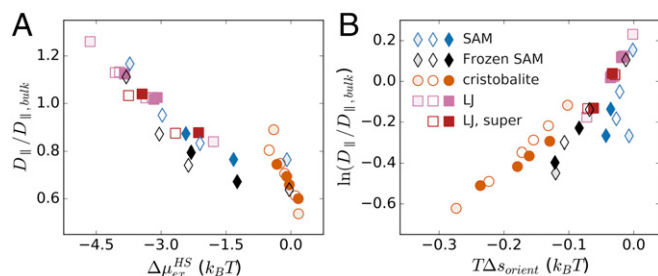 A
D∥/D∥,bulk
1.2
1.0
0.8
0.6
-4.5 -3.0 -1.5 0.0
Δμ_ex^HS (k_BT)
SAM
Frozen SAM
cristobalite
LJ
LJ, super
B
ln(D∥/D∥,bulk)
0.2
0.0
-0.2
-0.4
-0.6
-0.3 -0.2 -0.1 0.0
TΔs_orient (k_BT)